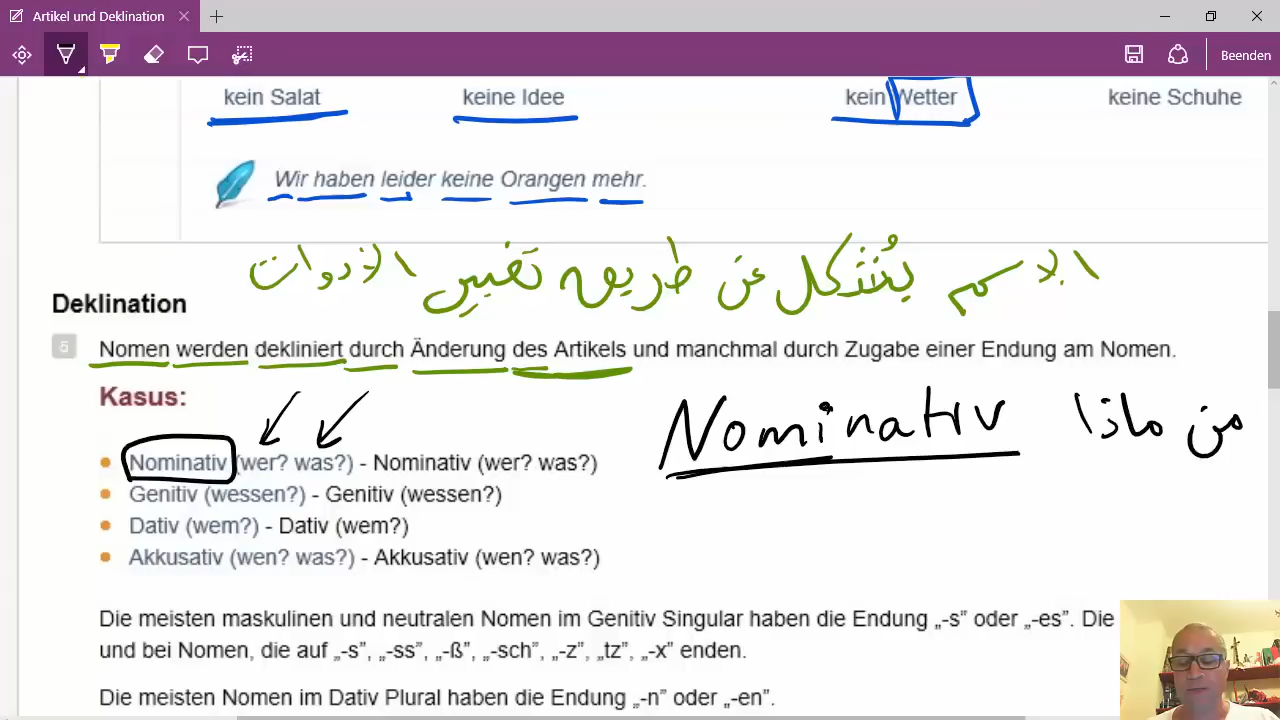 Artikel und Deklination
Beenden
kein Salat keine Idee kein Wetter keine Schuhe
Wir haben leider keine Orangen mehr.
الاسم يُشكل عن طريقه تغيير الادوات
Deklination
5 Nomen werden dekliniert durch Änderung des Artikels und manchmal durch Zugabe einer Endung am Nomen.
Kasus:
Nominativ من ماذا
Nominativ (wer? was?) - Nominativ (wer? was?)
Genitiv (wessen?) - Genitiv (wessen?)
Dativ (wem?) - Dativ (wem?)
Akkusativ (wen? was?) - Akkusativ (wen? was?)
Die meisten maskulinen und neutralen Nomen im Genitiv Singular haben die Endung „-s” oder „-es”. Die
und bei Nomen, die auf „-s”, „-ss”, „-ß”, „-sch”, „-z”, „tz”, „-x” enden.
Die meisten Nomen im Dativ Plural haben die Endung „-n” oder „-en”.